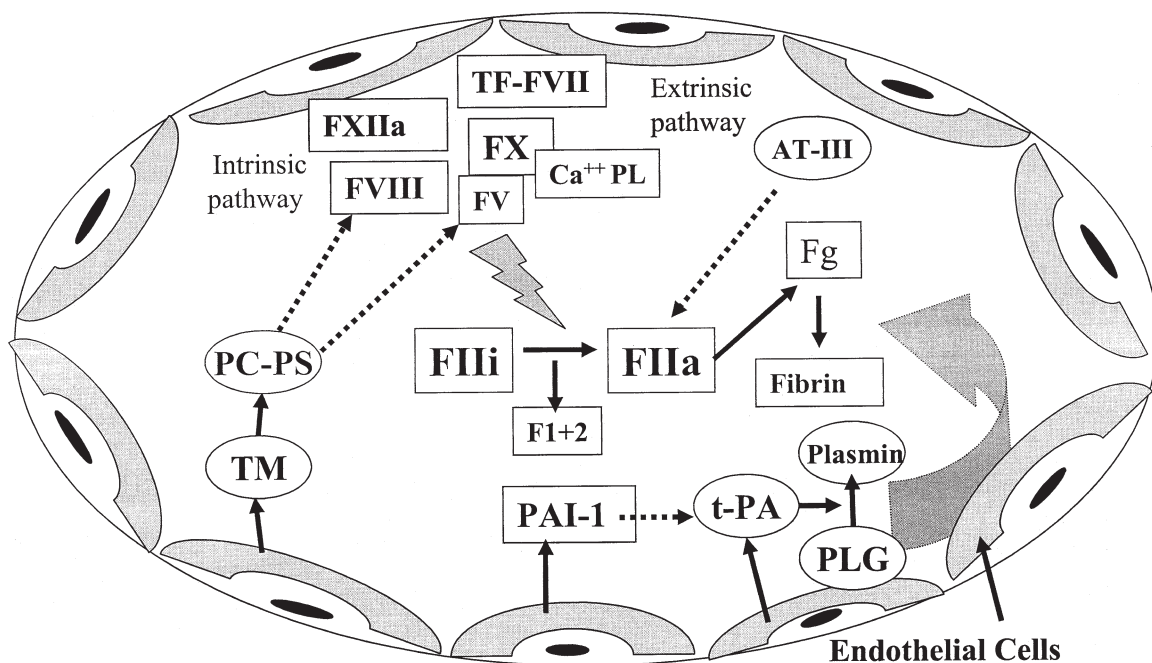 TF-FVII
Extrinsic
pathway
FXIIa
FX
AT-III
Ca++ PL
Intrinsic
pathway
FVIII
FV
Fg
PC-PS
FIIi
FIIa
Fibrin
F1+2
TM
Plasmin
PAI-1
t-PA
PLG
Endothelial Cells